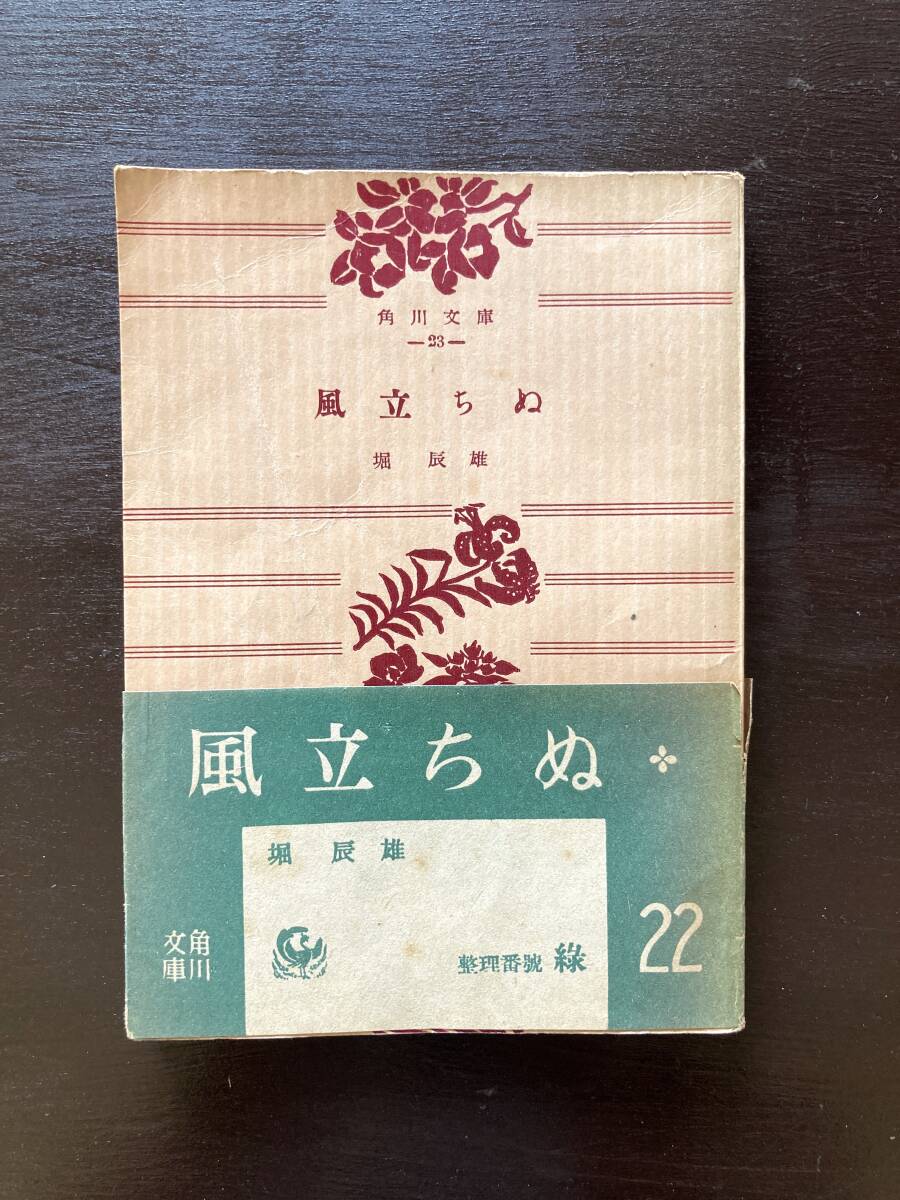 角川文庫
—23—
風立ちぬ
堀辰雄
風立ちぬ
堀辰雄
角川
文庫
整理番號 綠
22